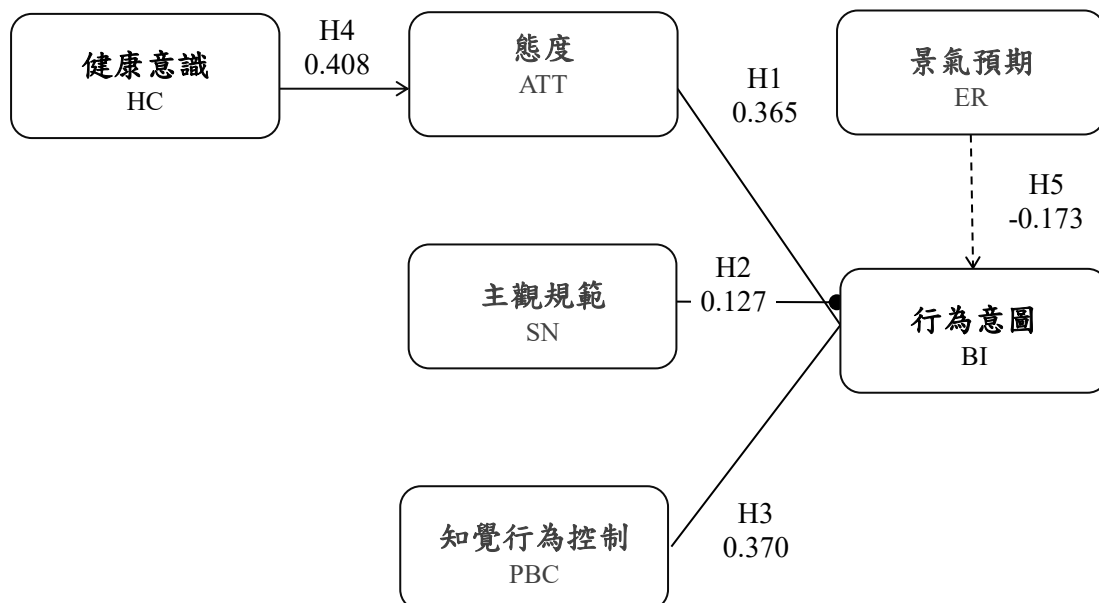 健康意識
HC
H4
0.408
態度
ATT
H1
0.365
景氣預期
ER
H5
-0.173
主觀規範
SN
H2
0.127
行為意圖
BI
知覺行為控制
PBC
H3
0.370